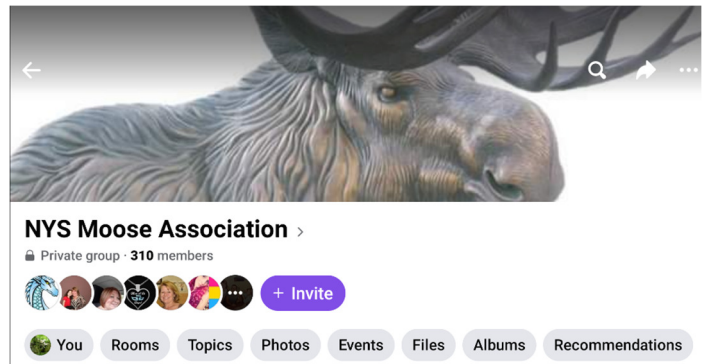 NYS Moose Association
Private group · 310 members
+ Invite
You Rooms Topics Photos Events Files Albums Recommendations